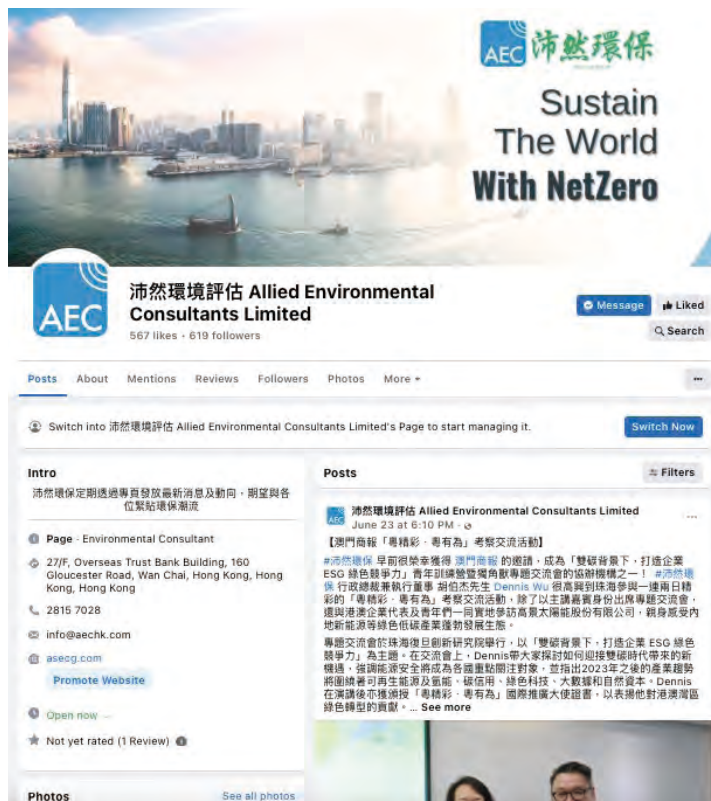 AEC 沛然環保
Sustain
The World
With NetZero
AEC
沛然環境評估 Allied Environmental
Consultants Limited
567 likes · 619 followers
Message
Liked
Search
Posts About Mentions Reviews Followers Photos More
Switch into 沛然環境評估 Allied Environmental Consultants Limited's Page to start managing it.
Switch Now
Intro
沛然環保定期透過專頁發放最新消息及動向，期望與各
位緊貼環保潮流
Page · Environmental Consultant
27/F, Overseas Trust Bank Building, 160
Gloucester Road, Wan Chai, Hong Kong, Hong
Kong, Hong Kong
2815 7028
info@aechk.com
asecg.com
Promote Website
Open now
Not yet rated (1 Review)
Photos
See all photos
Posts
Filters
AEC
沛然環境評估 Allied Environmental Consultants Limited
June 23 at 6:10 PM ·
【澳門商報「粵精彩．粵有為」考察交流活動】
#沛然環保 早前很榮幸獲得 澳門商報 的邀請，成為「雙碳背景下，打造企業
ESG 綠色競爭力」青年訓練營暨獨角獸專題交流會的協辦機構之一！ #沛然環
保 行政總裁兼執行董事 胡伯杰先生 Dennis Wu 很高興到珠海參與一連兩日精
彩的「粵精彩．粵有為」考察交流活動，除了以主講嘉賓身份出席專題交流會，
還與港澳企業代表及青年們一同實地參訪高景太陽能股份有限公司，親身感受內
地新能源等綠色低碳產業蓬勃發展生態。
專題交流會於珠海復旦創新研究院舉行，以「雙碳背景下，打造企業 ESG 綠色
競爭力」為主題。在交流會上，Dennis帶大家探討如何迎接雙碳時代帶來的新
機遇，強調能源安全將成為各國重點關注對象，並指出2023年之後的產業趨勢
將圍繞著可再生能源及氫能、碳信用、綠色科技、大數據和自然資本。Dennis
在演講後亦獲頒授「粵精彩．粵有為」國際推廣大使證書，以表揚他對港澳灣區
綠色轉型的貢獻。... See more